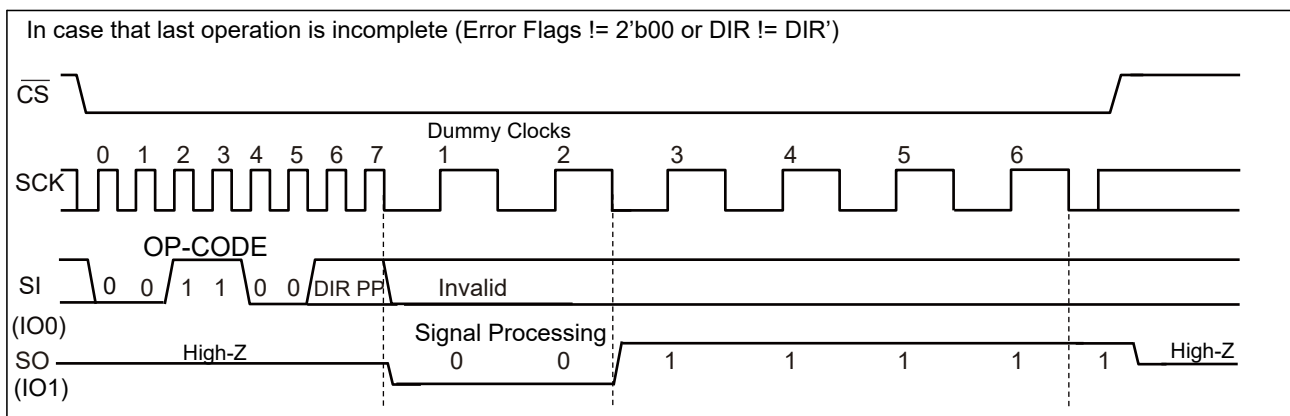 In case that last operation is incomplete (Error Flags != 2’b00 or DIR != DIR’)
CS
Dummy Clocks
0 1 2 3 4 5 6 7 1 2 3 4 5 6
SCK
OP-CODE
SI 0 0 1 1 0 0 DIR PP Invalid
(IO0)
Signal Processing
SO High-Z 0 0 1 1 1 1 1 High-Z
(IO1)